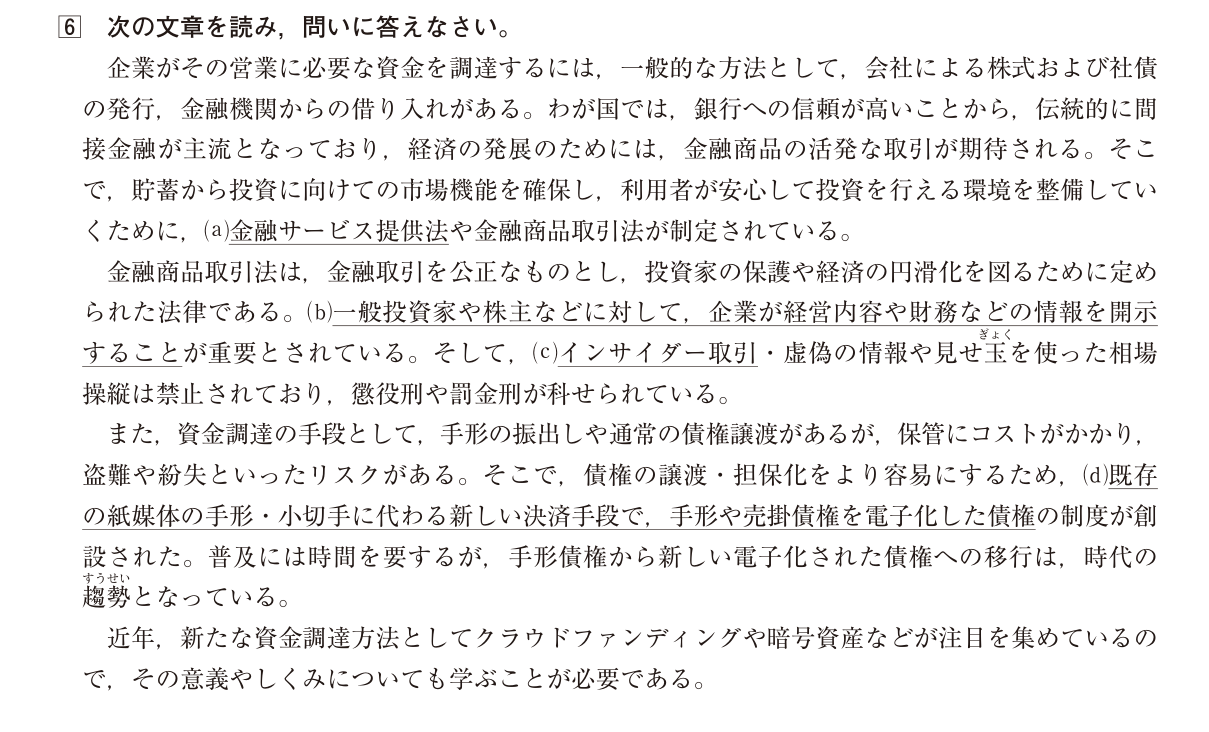 6 次の文章を読み，問いに答えなさい。
企業がその営業に必要な資金を調達するには，一般的な方法として，会社による株式および社債
の発行，金融機関からの借り入れがある。わが国では，銀行への信頼が高いことから，伝統的に間
接金融が主流となっており，経済の発展のためには，金融商品の活発な取引が期待される。そこ
で，貯蓄から投資に向けての市場機能を確保し，利用者が安心して投資を行える環境を整備してい
くために，(a)金融サービス提供法や金融商品取引法が制定されている。
金融商品取引法は，金融取引を公正なものとし，投資家の保護や経済の円滑化を図るために定め
られた法律である。(b)一般投資家や株主などに対して，企業が経営内容や財務などの情報を開示
ぎょく
することが重要とされている。そして，(c)インサイダー取引・虚偽の情報や見せ玉を使った相場
操縦は禁止されており，懲役刑や罰金刑が科せられている。
また，資金調達の手段として，手形の振出しや通常の債権譲渡があるが，保管にコストがかかり，
盗難や紛失といったリスクがある。そこで，債権の譲渡・担保化をより容易にするため，(d)既存
の紙媒体の手形・小切手に代わる新しい決済手段で，手形や売掛債権を電子化した債権の制度が創
設された。普及には時間を要するが，手形債権から新しい電子化された債権への移行は，時代の
すうせい
趨勢となっている。
近年，新たな資金調達方法としてクラウドファンディングや暗号資産などが注目を集めているの
で，その意義やしくみについても学ぶことが必要である。